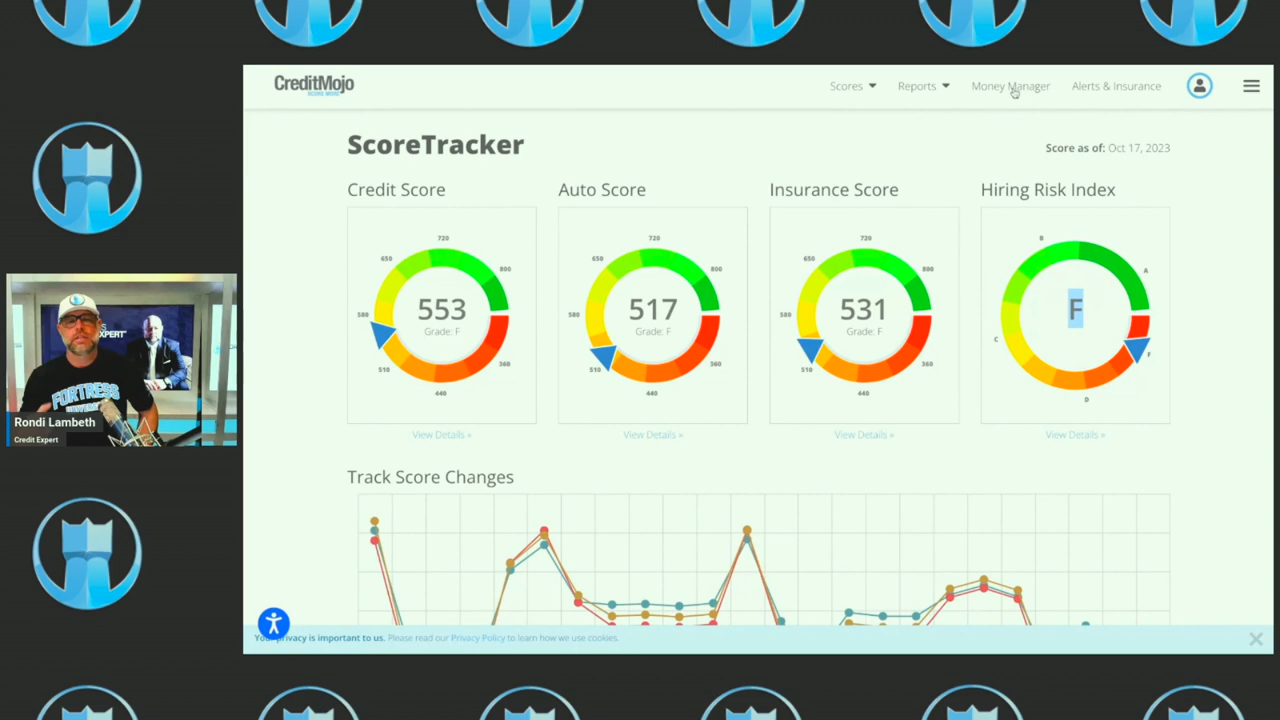 CreditMojo
SCORE MORE
Scores
Reports
Money Manager
Alerts & Insurance
ScoreTracker
Score as of: Oct 17, 2023
Credit Score
Auto Score
Insurance Score
Hiring Risk Index
720
650
800
580
553
Grade: F
510
360
440
720
650
800
580
517
Grade: F
510
360
440
720
650
800
580
531
Grade: F
510
360
440
B
A
F
C
F
D
View Details »
View Details »
View Details »
View Details »
Track Score Changes
Your privacy is important to us. Please read our Privacy Policy to learn how we use cookies.
EXPERT
FORTRESS
Rondi Lambeth
Credit Expert